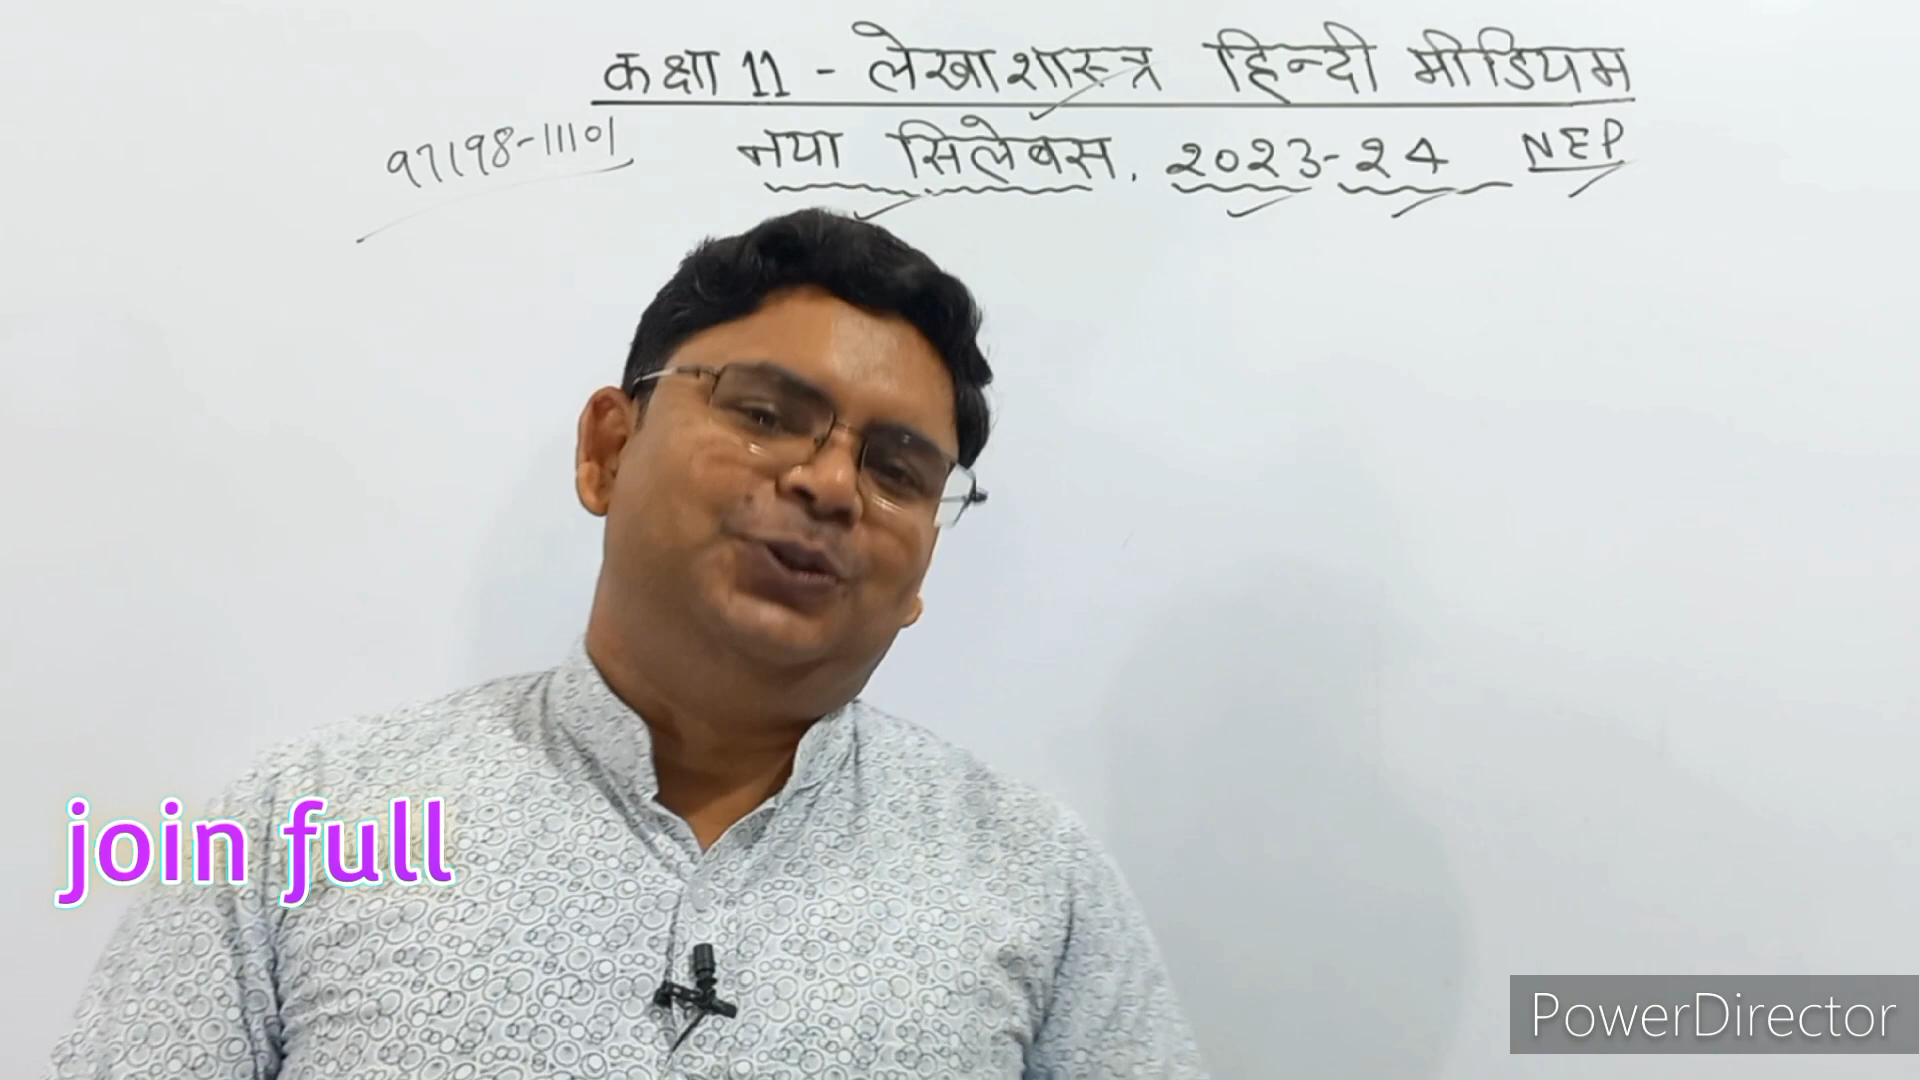 कक्षा 11 - लेखाशास्त्र हिन्दी मीडियम
नया सिलेबस. 2023-24 NEP
97198-11101
join full
PowerDirector